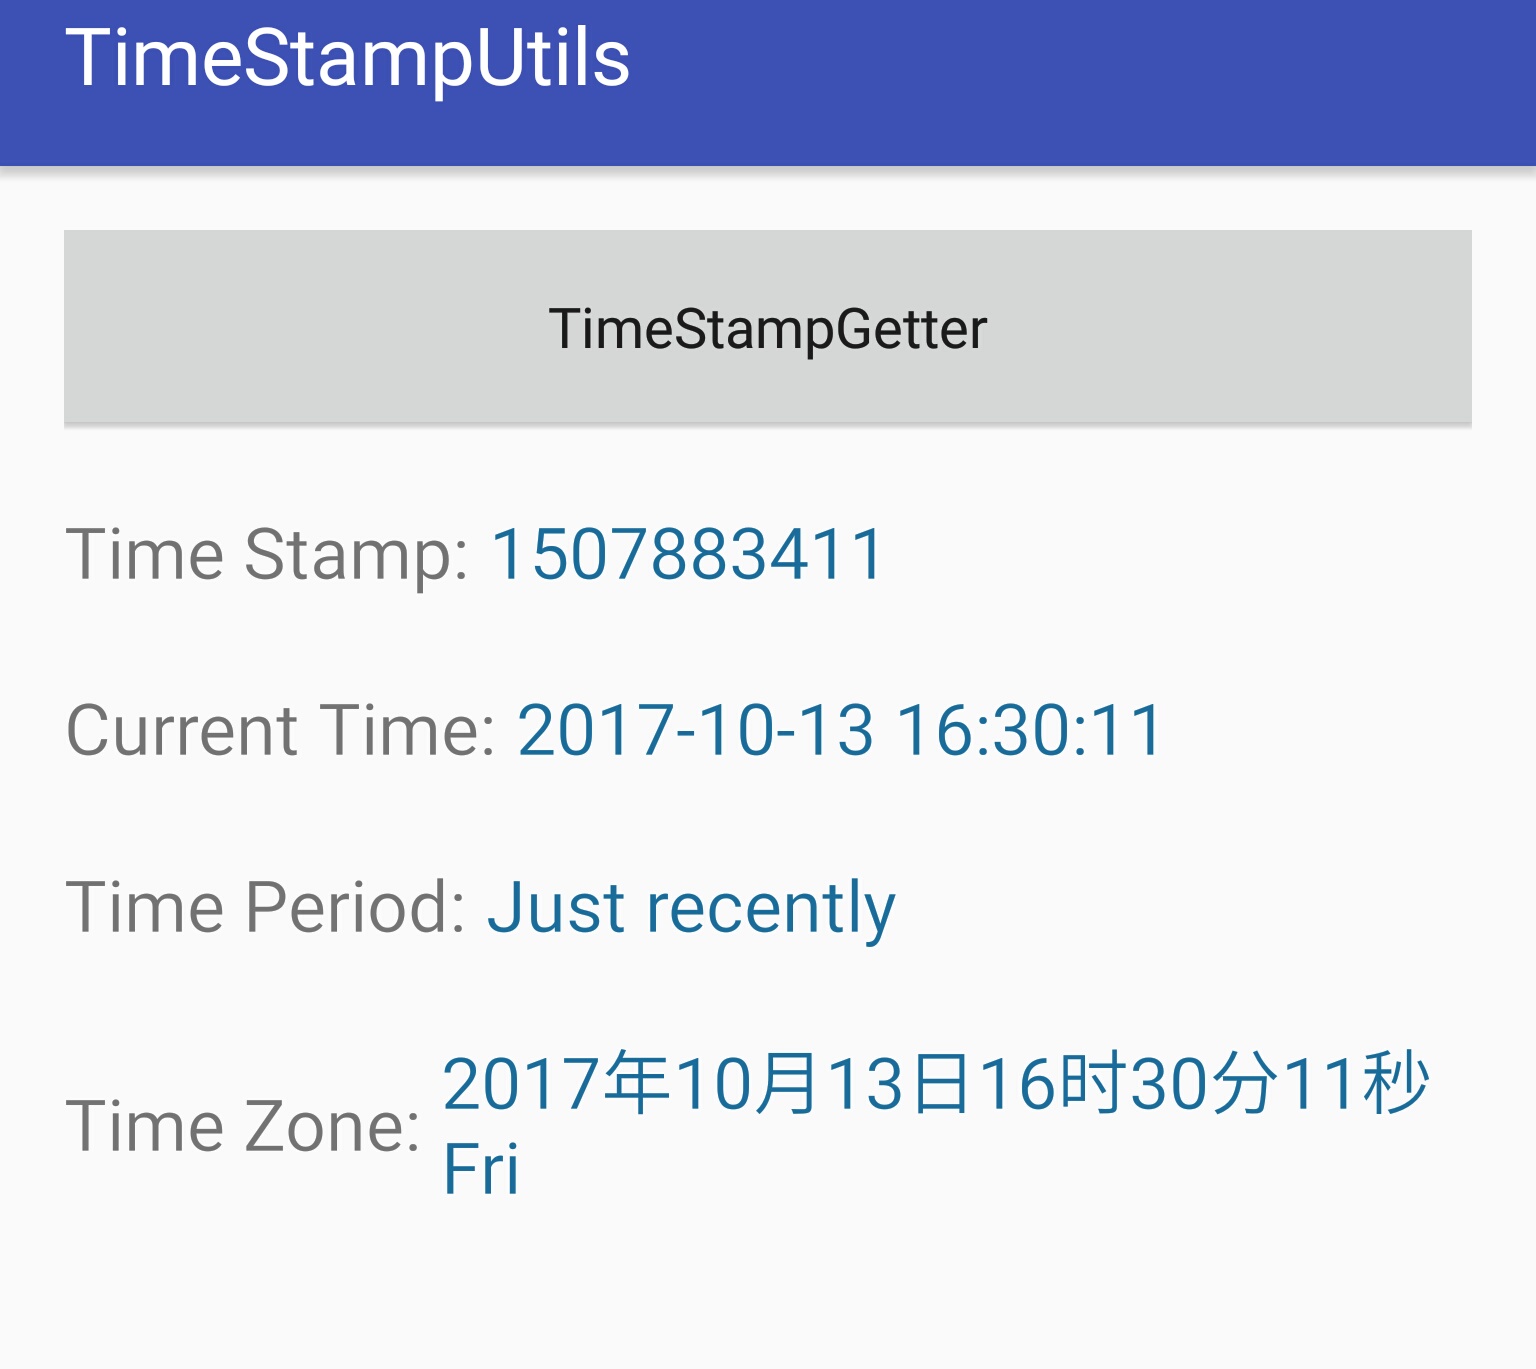 TimeStampUtils
TimeStampGetter
Time Stamp: 1507883411
Current Time: 2017-10-13 16:30:11
Time Period: Just recently
Time Zone: 2017年10月13日16时30分11秒
Fri